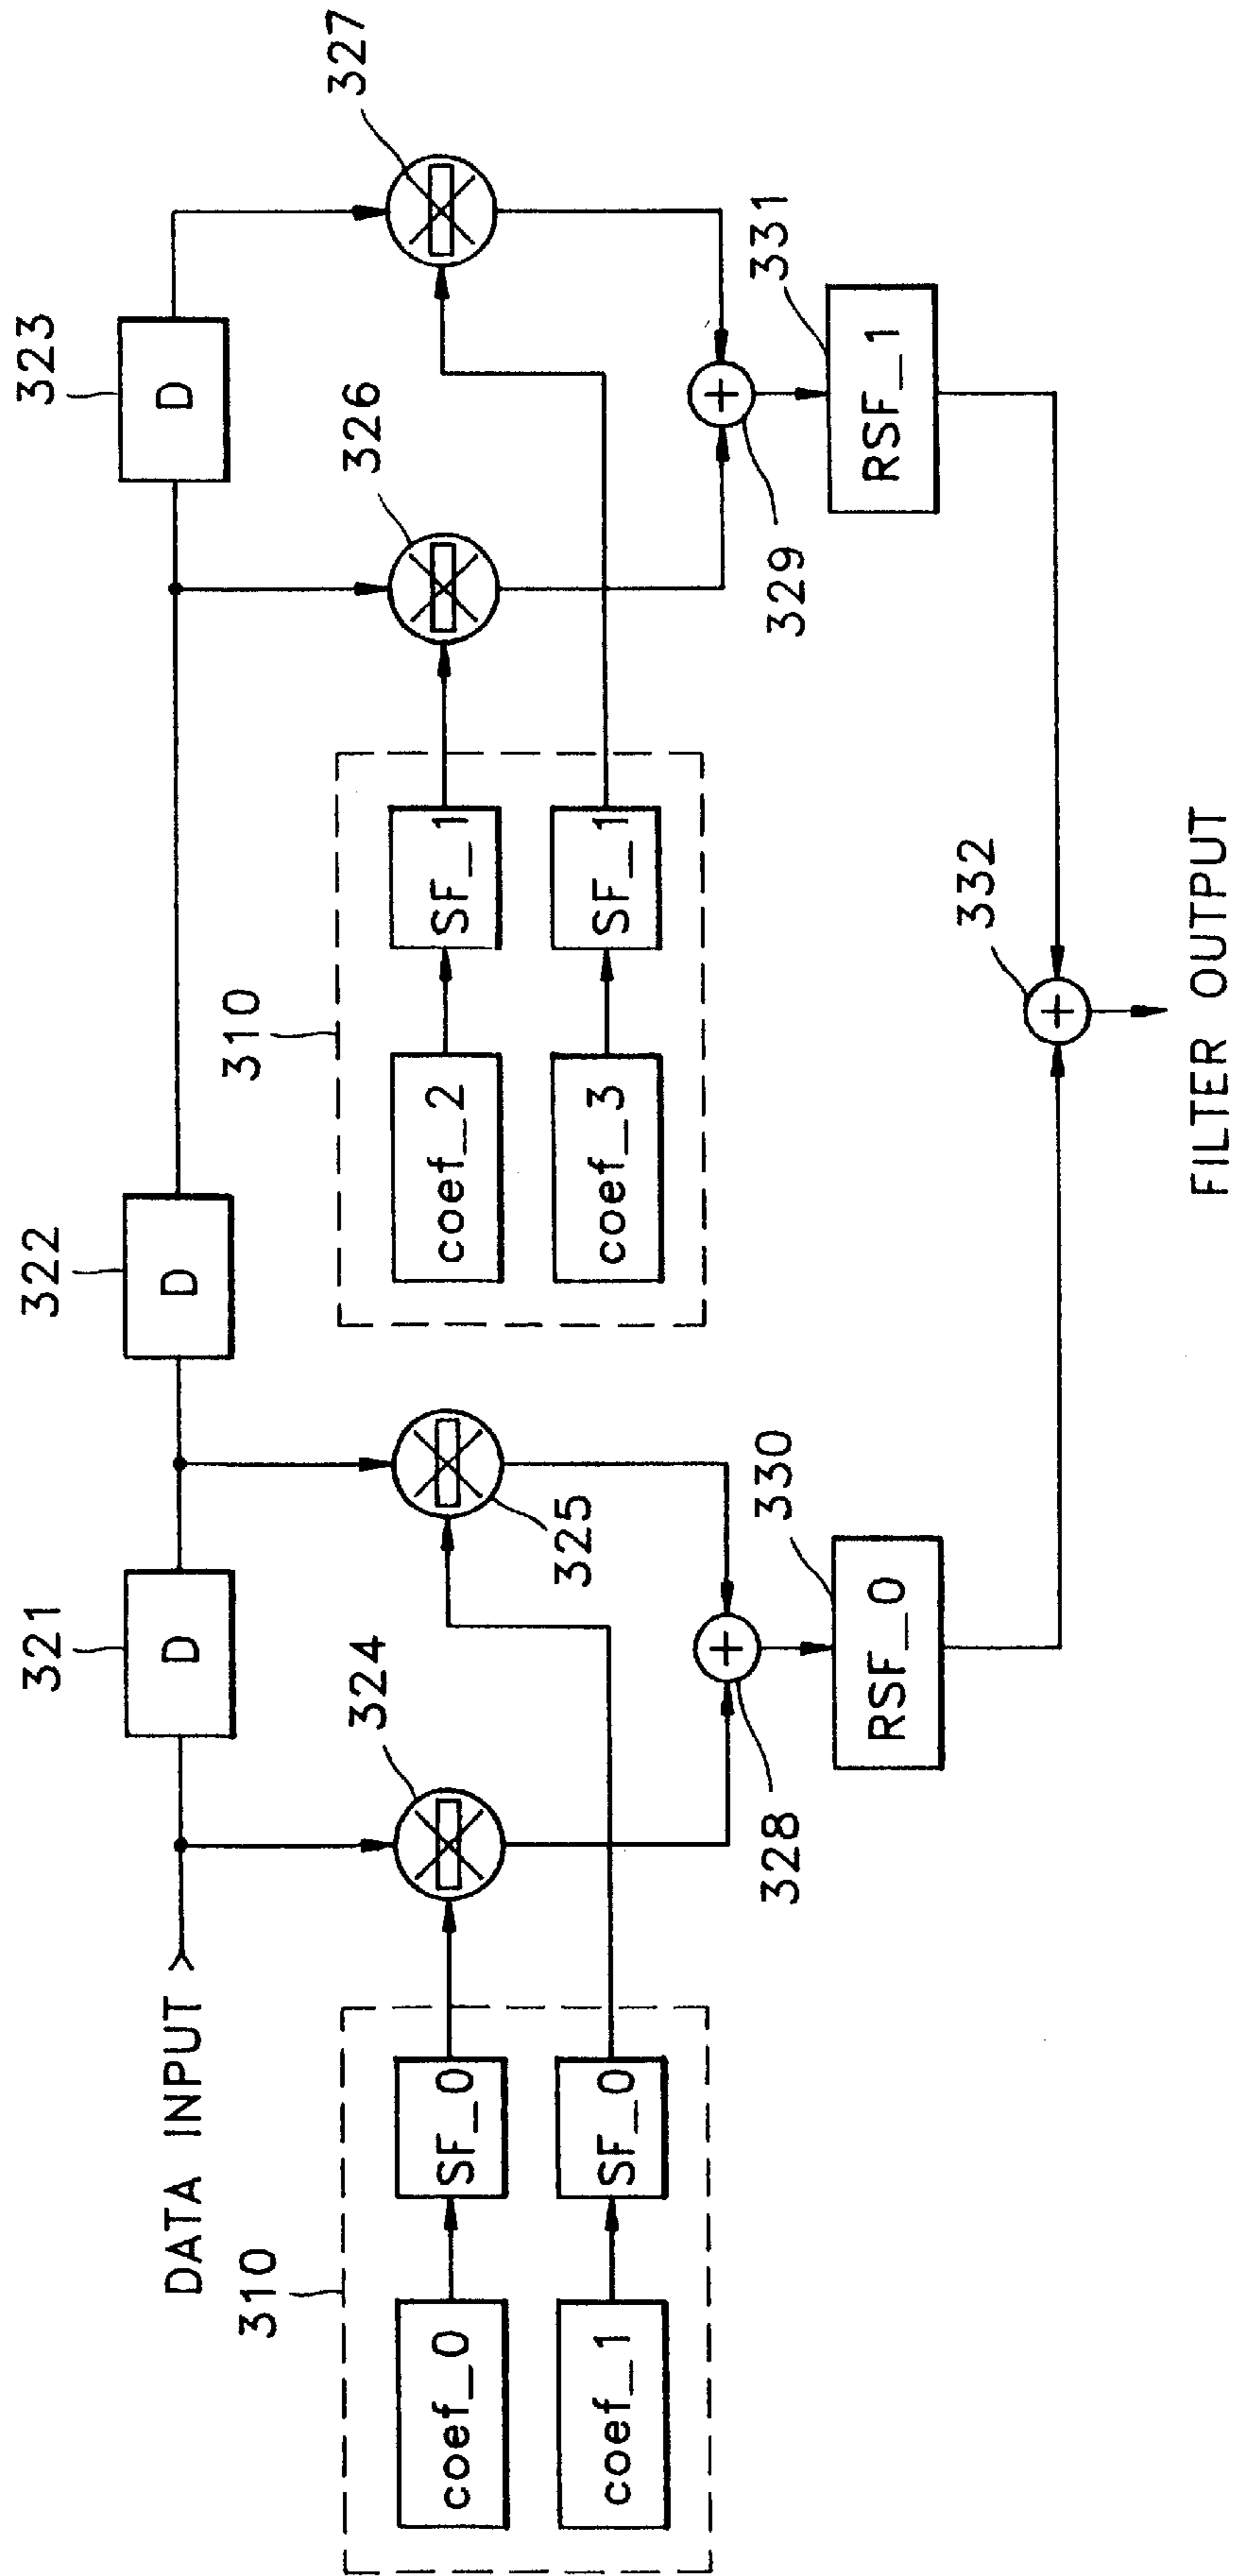 321
322
323
DATA INPUT
D
D
D
310
324
325
310
326
327
coef_0
SF_0
coef_2
SF_1
coef_1
SF_0
coef_3
SF_1
328
329
330
331
RSF_0
RSF_1
332
FILTER OUTPUT